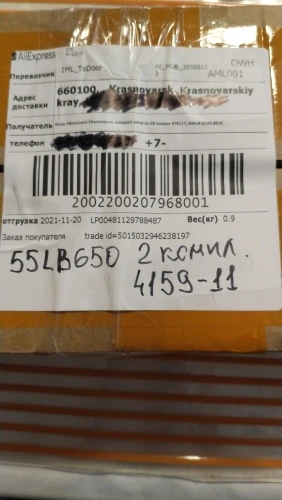 AliExpress
OWH
Перевозчик IML_ToDoor
AMU001
Адрес доставки 660100, Krasnoyarsk, Krasnoyarskiy kray,
Получатель
телефон +7-
2002200207968001
отгрузка 2021-11-20 LP00481129788487 Вес(кг) 0.9
Заказ покупателя trade id=5015032946238197
55LB650 2 компл.
4159-11